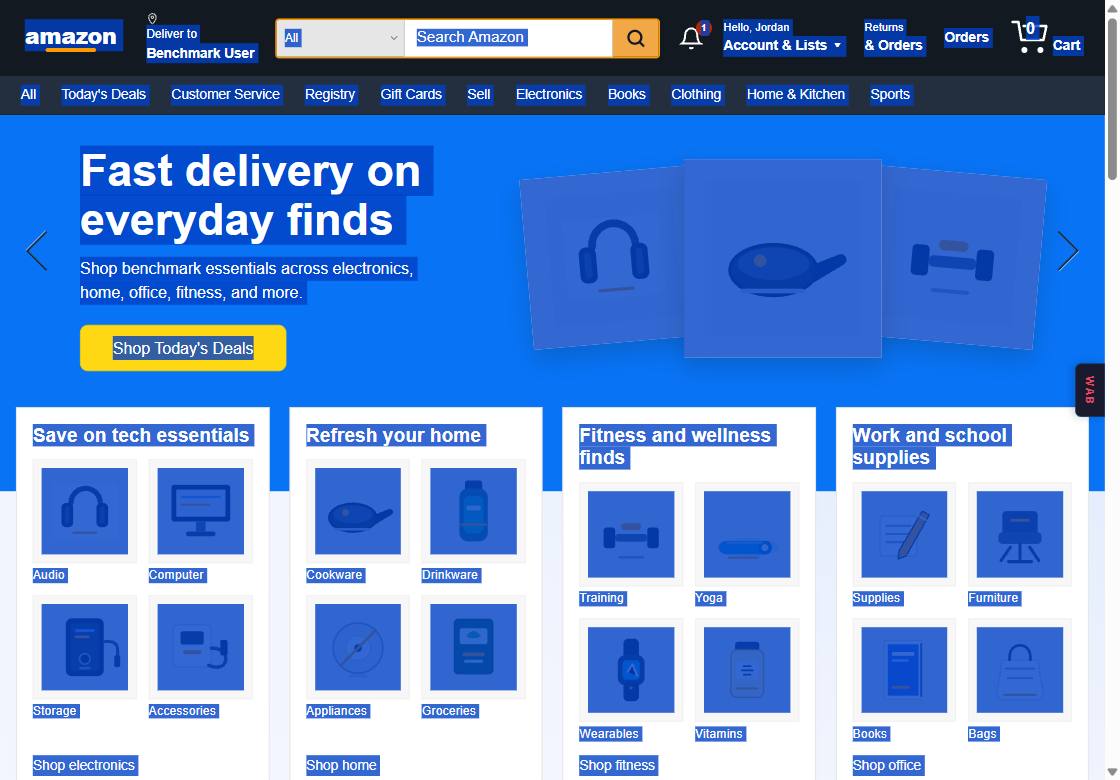 amazon
Deliver to
Benchmark User
All
Search Amazon
1
Hello, Jordan
Account & Lists
Returns
& Orders
Orders
0
Cart
All
Today's Deals
Customer Service
Registry
Gift Cards
Sell
Electronics
Books
Clothing
Home & Kitchen
Sports
Fast delivery on
everyday finds
Shop benchmark essentials across electronics,
home, office, fitness, and more.
Shop Today's Deals
WAB
Save on tech essentials
Audio
Computer
Storage
Accessories
Shop electronics
Refresh your home
Cookware
Drinkware
Appliances
Groceries
Shop home
Fitness and wellness
finds
Training
Yoga
Wearables
Vitamins
Shop fitness
Work and school
supplies
Supplies
Furniture
Books
Bags
Shop office